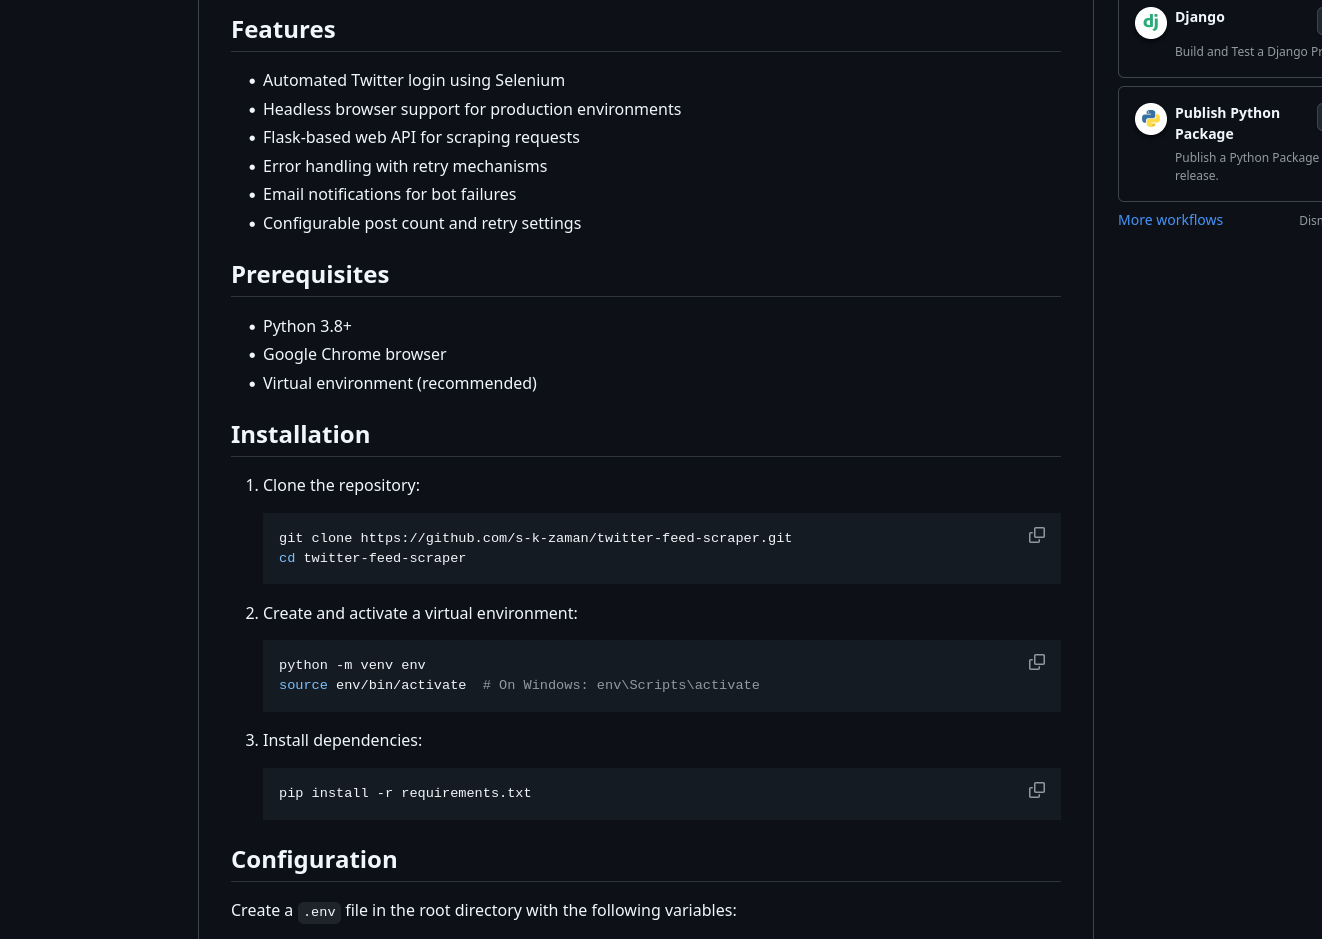 Features
• Automated Twitter login using Selenium
• Headless browser support for production environments
• Flask-based web API for scraping requests
• Error handling with retry mechanisms
• Email notifications for bot failures
• Configurable post count and retry settings
Prerequisites
• Python 3.8+
• Google Chrome browser
• Virtual environment (recommended)
Installation
1. Clone the repository:
git clone https://github.com/s-k-zaman/twitter-feed-scraper.git
cd twitter-feed-scraper
2. Create and activate a virtual environment:
python -m venv env
source env/bin/activate  # On Windows: env\Scripts\activate
3. Install dependencies:
pip install -r requirements.txt
Configuration
Create a .env file in the root directory with the following variables:
dj
Django
Build and Test a Django Pr
Publish Python
Package
Publish a Python Package
release.
More workflows